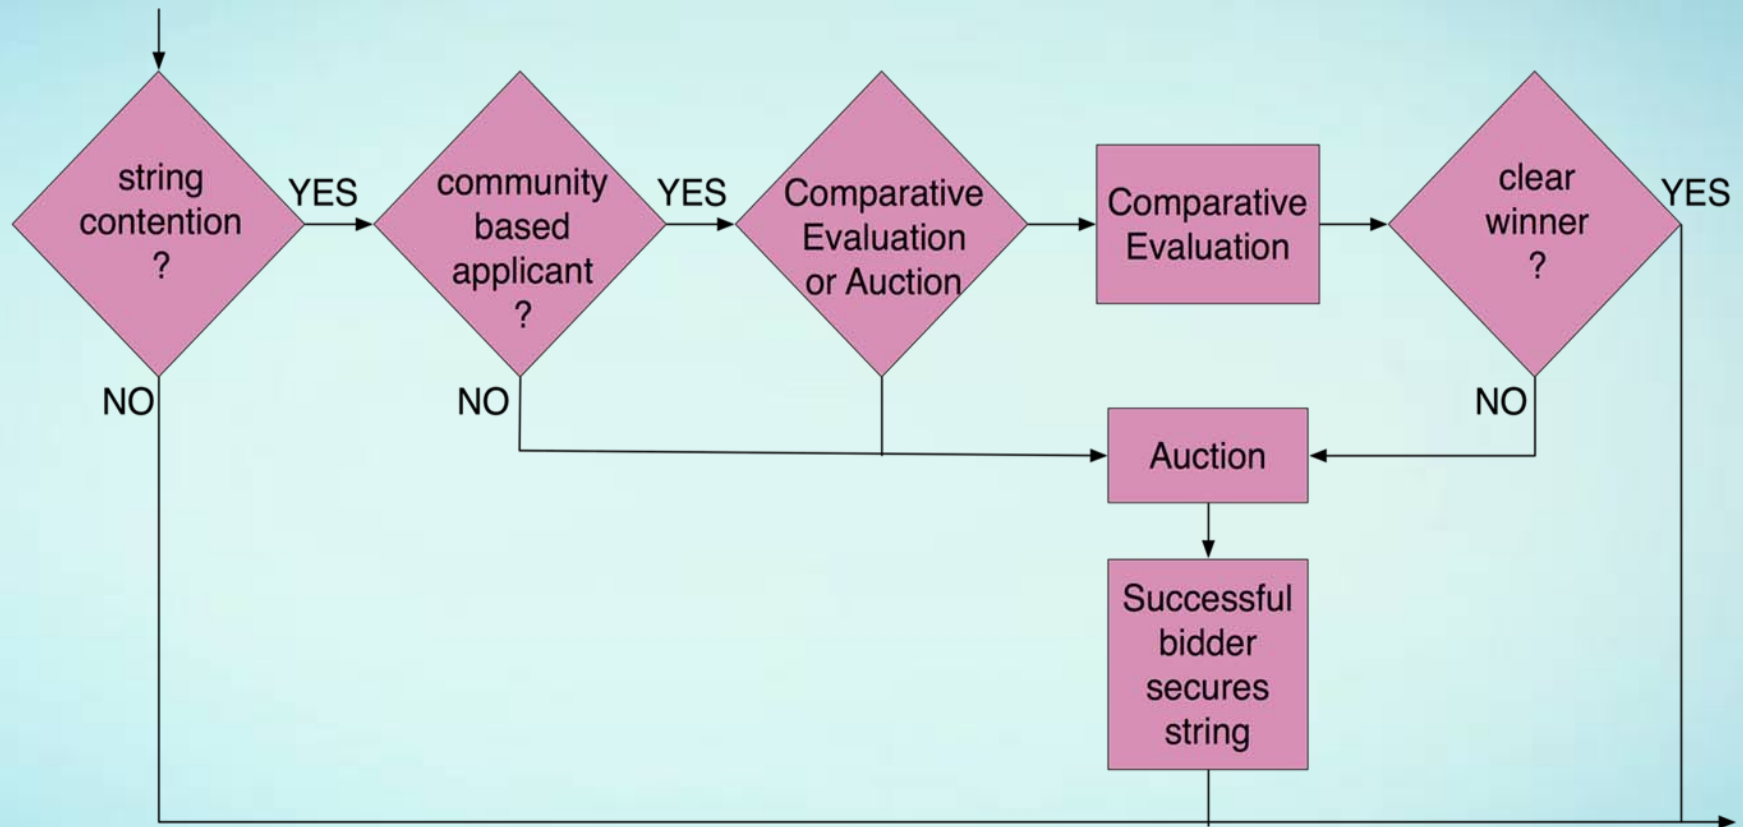 string
contention
?
YES
community
based
applicant
?
YES
Comparative
Evaluation
or Auction
Comparative
Evaluation
clear
winner
?
YES
NO
NO
NO
Auction
Successful
bidder
secures
string